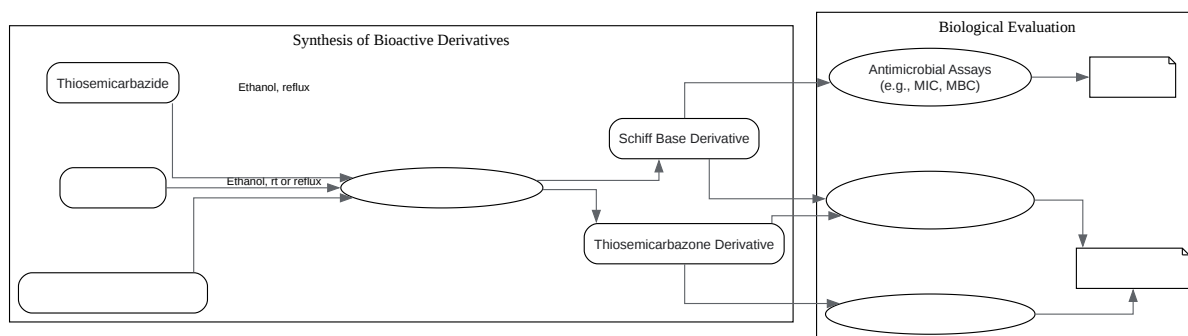 Synthesis of Bioactive Derivatives
Thiosemicarbazide
Ethanol, reflux
Ethanol, rt or reflux
Schiff Base Derivative
Thiosemicarbazone Derivative
Biological Evaluation
Antimicrobial Assays
(e.g., MIC, MBC)